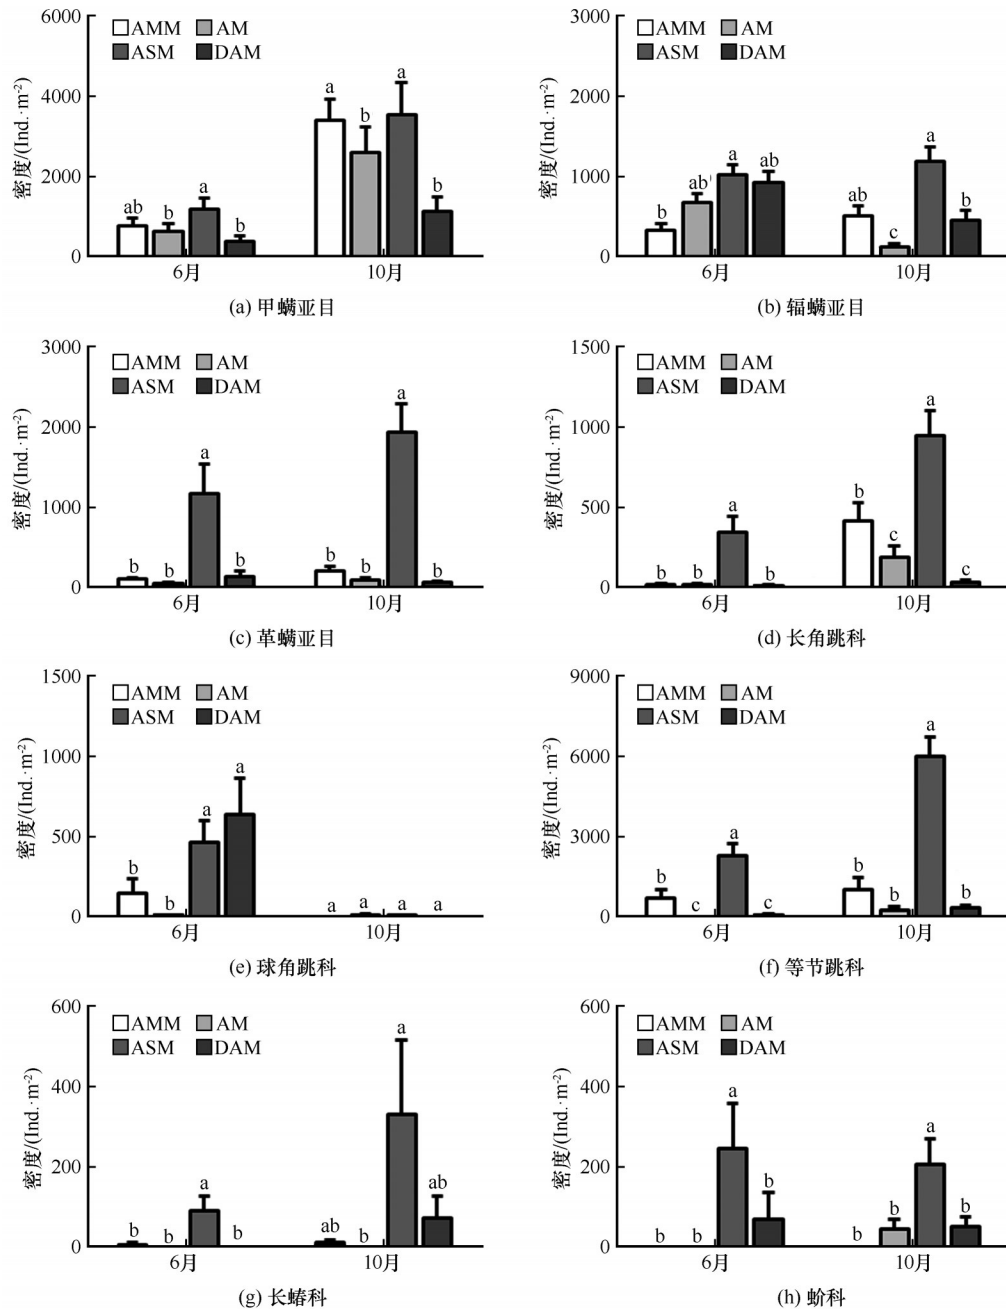 (a) 甲螨亚目
密度/(Ind.·m⁻²)
6000
4000
2000
0
AMM AM
ASM DAM
ab b a b
a b a b
6月 10月
(b) 辐螨亚目
密度/(Ind.·m⁻²)
3000
2000
1000
0
AMM AM
ASM DAM
b ab a ab
ab c a b
6月 10月
(c) 革螨亚目
密度/(Ind.·m⁻²)
3000
2000
1000
0
AMM AM
ASM DAM
b b a b
b b a b
6月 10月
(d) 长角跳科
密度/(Ind.·m⁻²)
1500
1000
500
0
AMM AM
ASM DAM
b b a b
b c a c
6月 10月
(e) 球角跳科
密度/(Ind.·m⁻²)
1500
1000
500
0
AMM AM
ASM DAM
b b a a
a a a a
6月 10月
(f) 等节跳科
密度/(Ind.·m⁻²)
9000
6000
3000
0
AMM AM
ASM DAM
b c a c
b b a b
6月 10月
(g) 长蝽科
密度/(Ind.·m⁻²)
600
400
200
0
AMM AM
ASM DAM
b b a b
ab b a ab
6月 10月
(h) 蚧科
密度/(Ind.·m⁻²)
600
400
200
0
AMM AM
ASM DAM
b b a b
b b a b
6月 10月